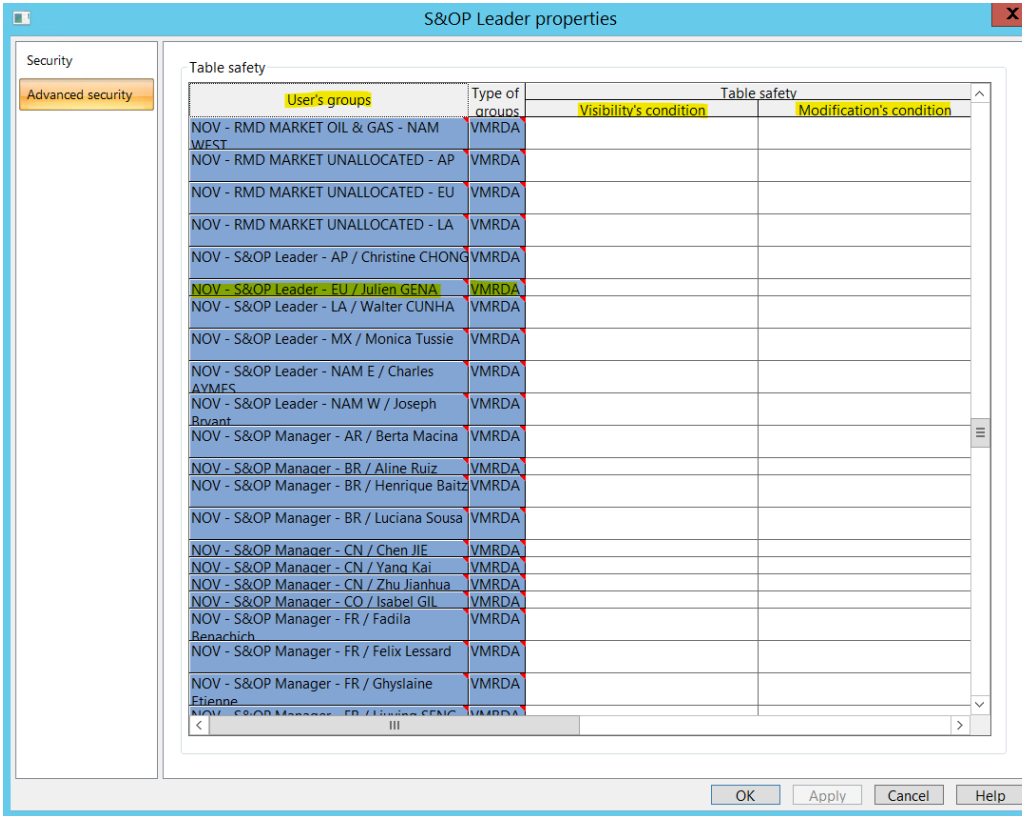 S&OP Leader properties
X
Security
Advanced security
Table safety
User's groups
Type of
groups
Table safety
Visibility's condition
Modification's condition
NOV - RMD MARKET OIL & GAS - NAM
WEST
VMRDA
NOV - RMD MARKET UNALLOCATED - AP VMRDA
NOV - RMD MARKET UNALLOCATED - EU VMRDA
NOV - RMD MARKET UNALLOCATED - LA VMRDA
NOV - S&OP Leader - AP / Christine CHONG VMRDA
NOV - S&OP Leader - EU / Julien GENA VMRDA
NOV - S&OP Leader - LA / Walter CUNHA VMRDA
NOV - S&OP Leader - MX / Monica Tussie VMRDA
NOV - S&OP Leader - NAM E / Charles
AYMES
VMRDA
NOV - S&OP Leader - NAM W / Joseph
Bryant
VMRDA
NOV - S&OP Manager - AR / Berta Macina VMRDA
NOV - S&OP Manager - BR / Aline Ruiz VMRDA
NOV - S&OP Manager - BR / Henrique Baitz VMRDA
NOV - S&OP Manager - BR / Luciana Sousa VMRDA
NOV - S&OP Manager - CN / Chen JIE VMRDA
NOV - S&OP Manager - CN / Yang Kai VMRDA
NOV - S&OP Manager - CN / Zhu Jianhua VMRDA
NOV - S&OP Manager - CO / Isabel GIL VMRDA
NOV - S&OP Manager - FR / Fadila
Benachich
VMRDA
NOV - S&OP Manager - FR / Felix Lessard VMRDA
NOV - S&OP Manager - FR / Ghyslaine
Etienne
VMRDA
NOV - S&OP Manager - FR / SENG VMRDA
OK
Apply
Cancel
Help